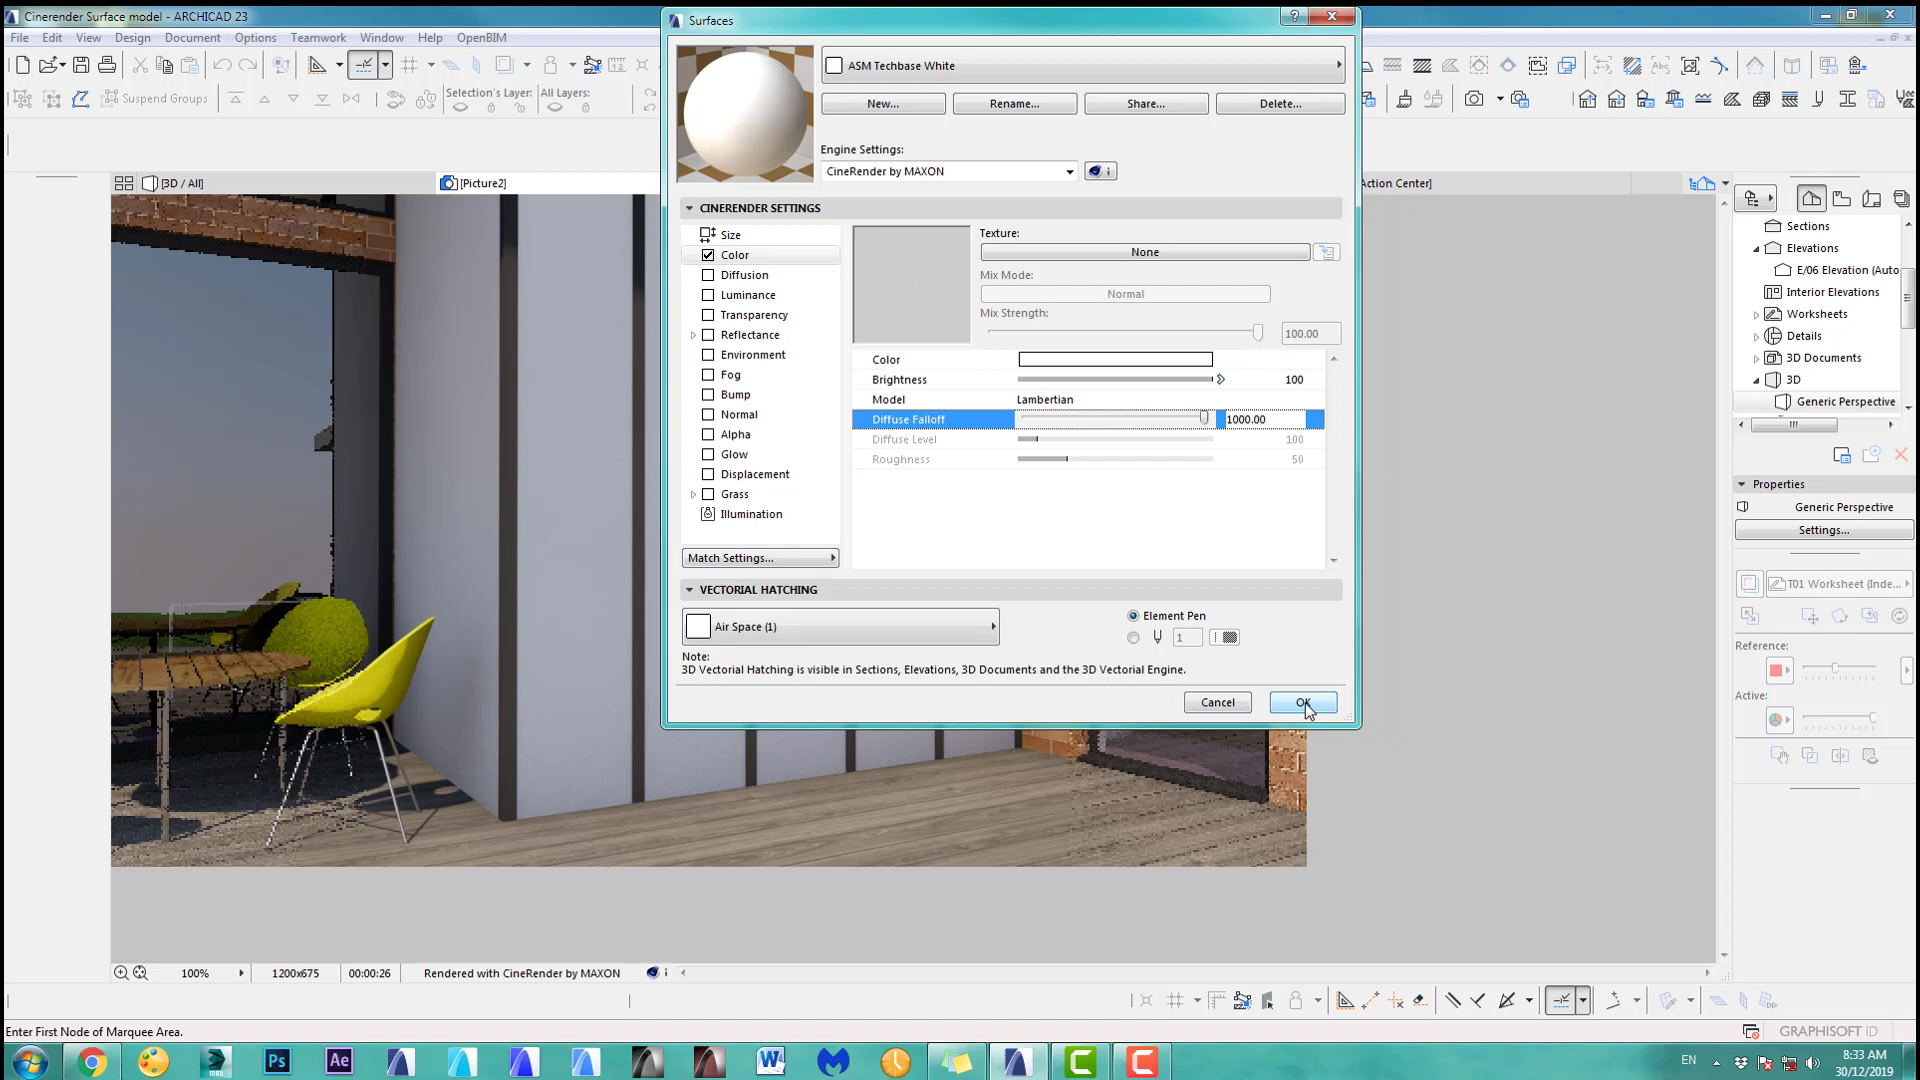 Cinerender Surface model - ARCHICAD 23
File Edit View Design Document Options Teamwork Window Help OpenBIM
Suspend Groups
Selection's Layer:
All Layers:
[3D / All]
[Picture2]
Action Center]
Surfaces
ASM Techbase White
New...
Rename...
Share...
Delete...
Engine Settings:
CineRender by MAXON
i
CINERENDER SETTINGS
Size
Color
Diffusion
Luminance
Transparency
Reflectance
Environment
Fog
Bump
Normal
Alpha
Glow
Displacement
Grass
Illumination
Match Settings...
Texture:
None
Mix Mode:
Normal
Mix Strength:
100.00
Color
Brightness 100
Model Lambertian
Diffuse Falloff 1000.00
Diffuse Level 100
Roughness 50
VECTORIAL HATCHING
Air Space (1)
Element Pen
1
Note:
3D Vectorial Hatching is visible in Sections, Elevations, 3D Documents and the 3D Vectorial Engine.
Cancel
OK
Sections
Elevations
E/06 Elevation (Auto
Interior Elevations
Worksheets
Details
3D Documents
3D
Generic Perspective
Properties
Generic Perspective
Settings...
T01 Worksheet (Inde...
Reference:
Active:
100%
1200x675
00:00:26
Rendered with CineRender by MAXON
i
Enter First Node of Marquee Area.
GRAPHISOFT ID
MAX
Ps
Ae
W
C
C
EN
8:33 AM
30/12/2019